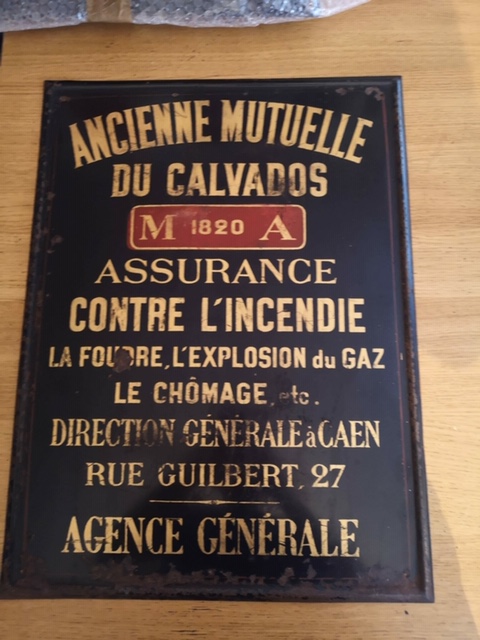 ANCIENNE MUTUELLE
DU CALVADOS
M 1820 A
ASSURANCE
CONTRE L'INCENDIE
LA FOUDRE, L'EXPLOSION du GAZ
LE CHÔMAGE, etc.
DIRECTION GÉNÉRALE à CAEN
RUE GUILBERT, 27
AGENCE GÉNÉRALE